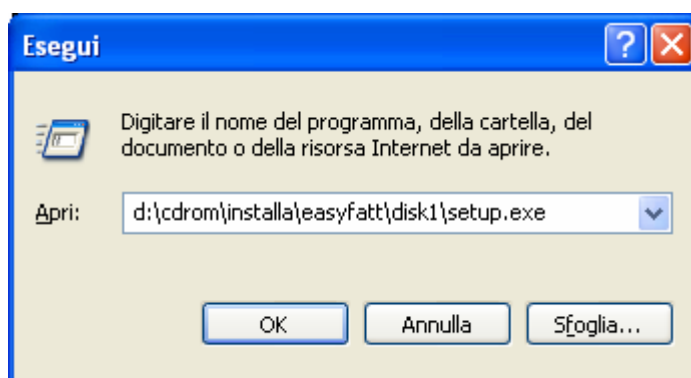 Esegui
Digitare il nome del programma, della cartella, del
documento o della risorsa Internet da aprire.
Apri: d:\cdrom\installa\easyfatt\disk1\setup.exe
OK Annulla Sfoglia...